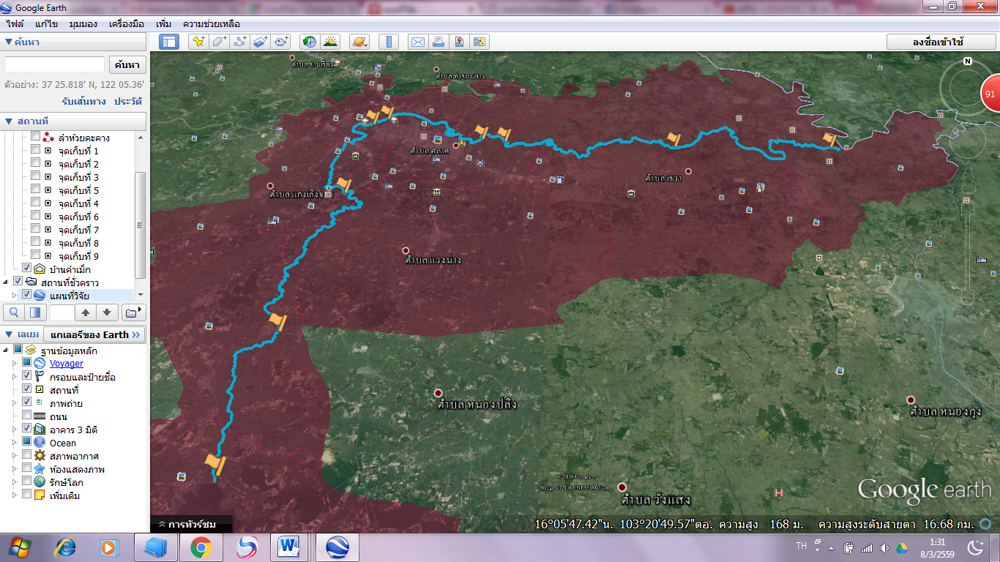 Google Earth
ไฟล์ แก้ไข มุมมอง เครื่องมือ เพิ่ม ความช่วยเหลือ
ค้นหา
ลงชื่อเข้าใช้
ค้นหา
ตัวอย่าง: 37 25.818' N, 122 05.36'
รับเส้นทาง ประวัติ
สถานที่
ลำห้วยคะคาง
จุดเก็บที่ 1
จุดเก็บที่ 2
จุดเก็บที่ 3
จุดเก็บที่ 5
จุดเก็บที่ 4
จุดเก็บที่ 6
จุดเก็บที่ 7
จุดเก็บที่ 8
จุดเก็บที่ 9
บ้านคำเม็ก
สถานที่ชั่วคราว
แผนที่วิจัย
เลเยอ แกเลอรีของ Earth >>
ฐานข้อมูลหลัก
Voyager
กรอบและป้ายชื่อ
สถานที่
ภาพถ่าย
ถนน
อาคาร 3 มิติ
Ocean
สภาพอากาศ
ห้องแสดงภาพ
รักษ์โลก
เพิ่มเติม
ตำบล ขามเรียง
ตำบล ท่าขอนยาง
N
91
ตำบล ตลาด
ตำบล เขวา
ตำบล แก่งเลิงจาน
ตำบล แวงน่าง
ตำบล หนองปลิง
ตำบล หนองกุง
ตำบล วังแสง
H
© 2016 Google
Image © 2016 CNES / Astrium
Google earth
การทัวร์ชม
16°05'47.42"น. 103°20'49.57"ตอ. ความสูง 168 ม. ความสูงระดับสายตา 16.68 กม.
TH
1:31
8/3/2559